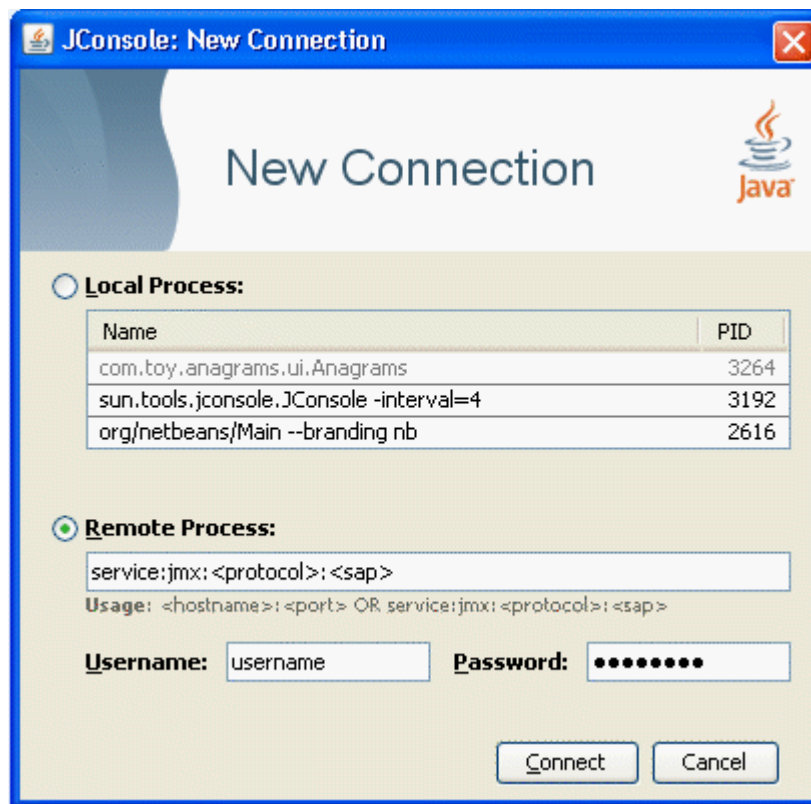 JConsole: New Connection
New Connection
Java
Local Process:
Name PID
com.toy.anagrams.ui.Anagrams 3264
sun.tools.jconsole.JConsole -interval=4 3192
org/netbeans/Main --branding nb 2616
Remote Process:
service:jmx:<protocol>:<sap>
Usage: <hostname>:<port> OR service:jmx:<protocol>:<sap>
Username: username Password: ●●●●●●●●
Connect Cancel